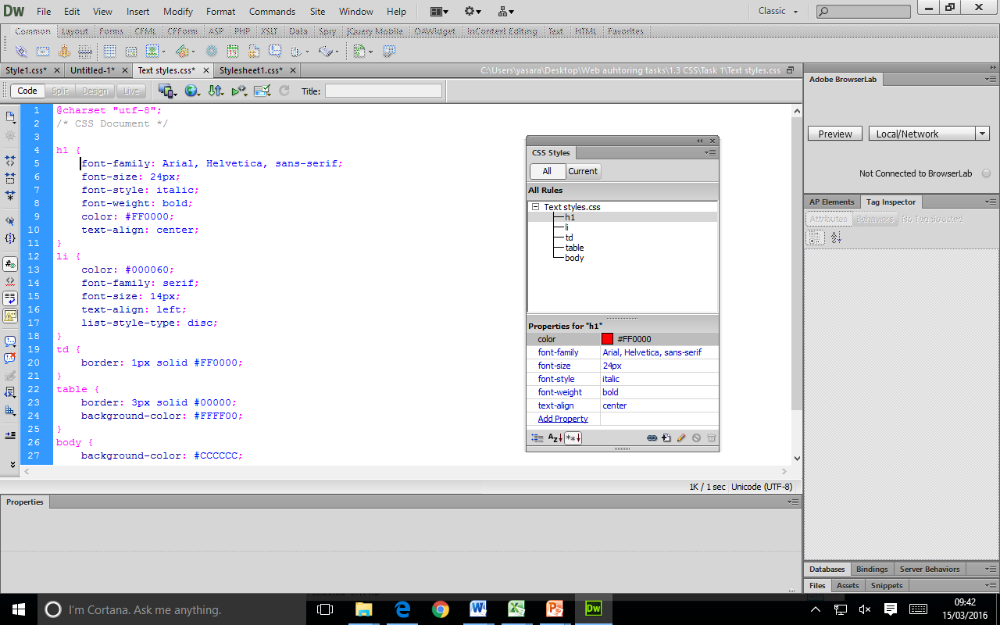 Dw File Edit View Insert Modify Format Commands Site Window Help Classic
Common Layout Forms CFML CFForm ASP PHP XSLT Data Spry jQuery Mobile OAWidget InContext Editing Text HTML Favorites
Style1.css* Untitled-1* Text styles.css* Stylesheet1.css* C:\Users\yasara\Desktop\Web auhtoring tasks\1.3 CSS\Task 1\Text styles.css
Code Split Design Live Title:
1 @charset "utf-8";
2 /* CSS Document */
3
4 h1 {
5 font-family: Arial, Helvetica, sans-serif;
6 font-size: 24px;
7 font-style: italic;
8 font-weight: bold;
9 color: #FF0000;
10 text-align: center;
11 }
12 li {
13 color: #000060;
14 font-family: serif;
15 font-size: 14px;
16 text-align: left;
17 list-style-type: disc;
18 }
19 td {
20 border: 1px solid #FF0000;
21 }
22 table {
23 border: 3px solid #00000;
24 background-color: #FFFF00;
25 }
26 body {
27 background-color: #CCCCCC;
CSS Styles
All Current
All Rules
Text styles.css
h1
li
td
table
body
Properties for "h1"
color #FF0000
font-family Arial, Helvetica, sans-serif
font-size 24px
font-style italic
font-weight bold
text-align center
Add Property
1K / 1 sec Unicode (UTF-8)
Properties
Adobe BrowserLab
Preview Local/Network
Not Connected to BrowserLab
AP Elements Tag Inspector
Attributes Behaviors No Tag Selected
Databases Bindings Server Behaviors
Files Assets Snippets
I'm Cortana. Ask me anything.
Dw
09:42
15/03/2016